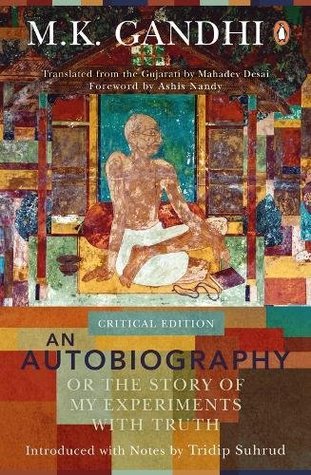 M.K. GANDHI
Translated from the Gujarati by Mahadev Desai
Foreword by Ashis Nandy
CRITICAL EDITION
AN
AUTOBIOGRAPHY
OR THE STORY OF
MY EXPERIMENTS
WITH TRUTH
Introduced with Notes by Tridip Suhrud